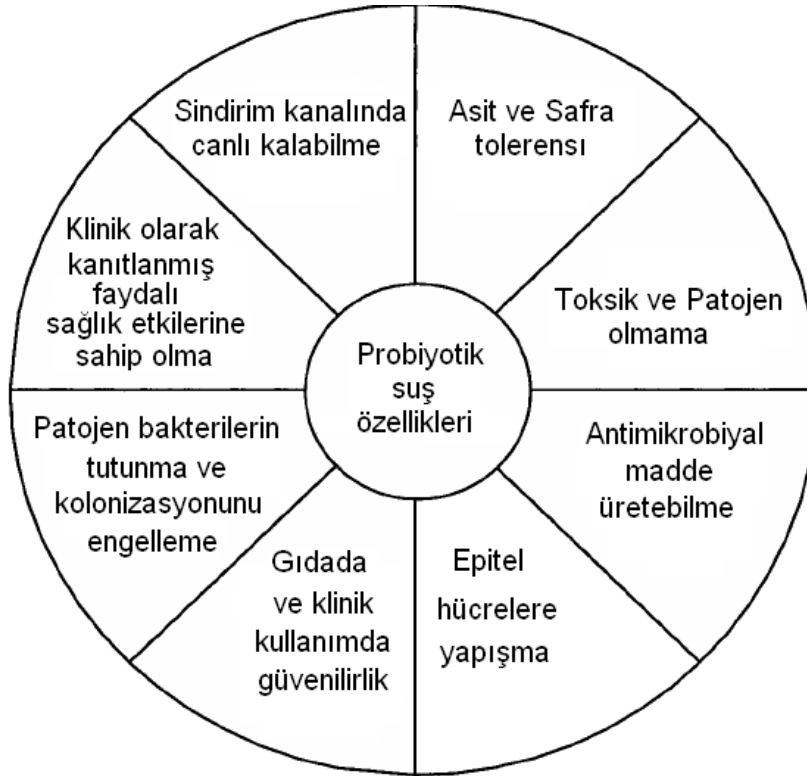 Sindirim kanalında
canlı kalabilme
Asit ve Safra
tolerensı
Toksik ve Patojen
olmama
Antimikrobiyal
madde
üretebilme
Epitel
hücrelere
yapışma
Gıdada
ve klinik
kullanımda
güvenilirlik
Patojen bakterilerin
tutunma ve
kolonizasyonunu
engelleme
Klinik olarak
kanıtlanmış
faydalı
sağlık etkilerine
sahip olma
Probiyotik
suş
özellikleri